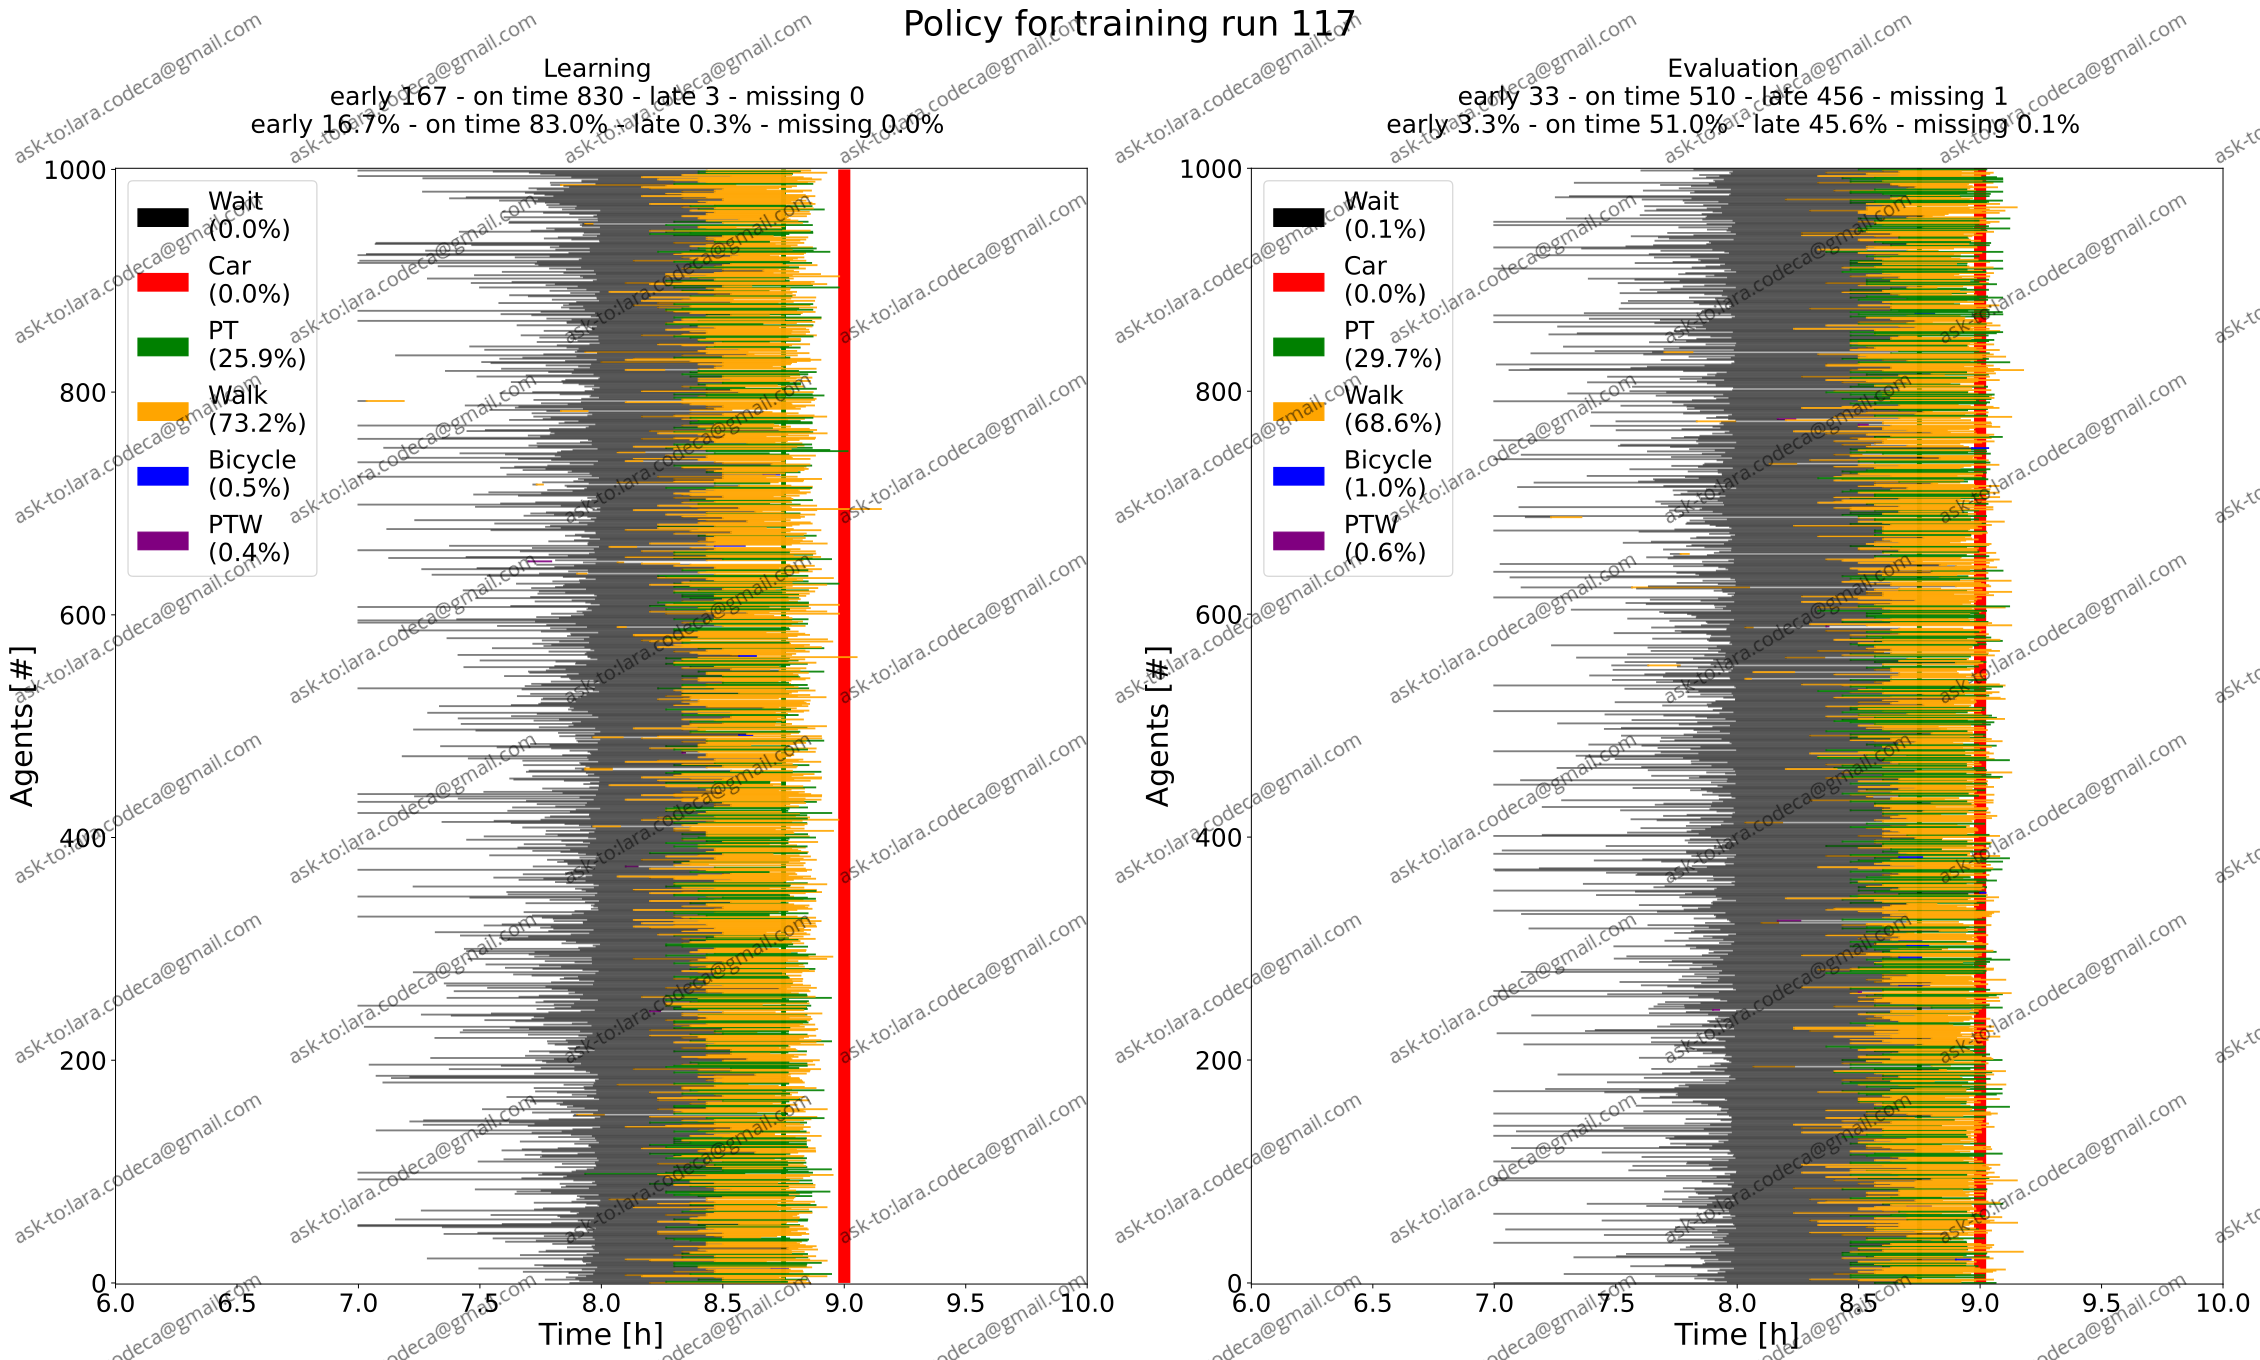 Policy for training run 117
Learning
early 167 - on time 830 - late 3 - missing 0
early 16.7% - on time 83.0% - late 0.3% - missing 0.0%
Evaluation
early 33 - on time 510 - late 456 - missing 1
early 3.3% - on time 51.0% - late 45.6% - missing 0.1%
Agents [#]
1000
800
600
400
200
0
Wait
(0.0%)
Car
(0.0%)
PT
(25.9%)
Walk
(73.2%)
Bicycle
(0.5%)
PTW
(0.4%)
6.0 6.5 7.0 7.5 8.0 8.5 9.0 9.5 10.0
Time [h]
Agents [#]
1000
800
600
400
200
0
Wait
(0.1%)
Car
(0.0%)
PT
(29.7%)
Walk
(68.6%)
Bicycle
(1.0%)
PTW
(0.6%)
6.0 6.5 7.0 7.5 8.0 8.5 9.0 9.5 10.0
Time [h]
ask-to:lara.codeca@gmail.com